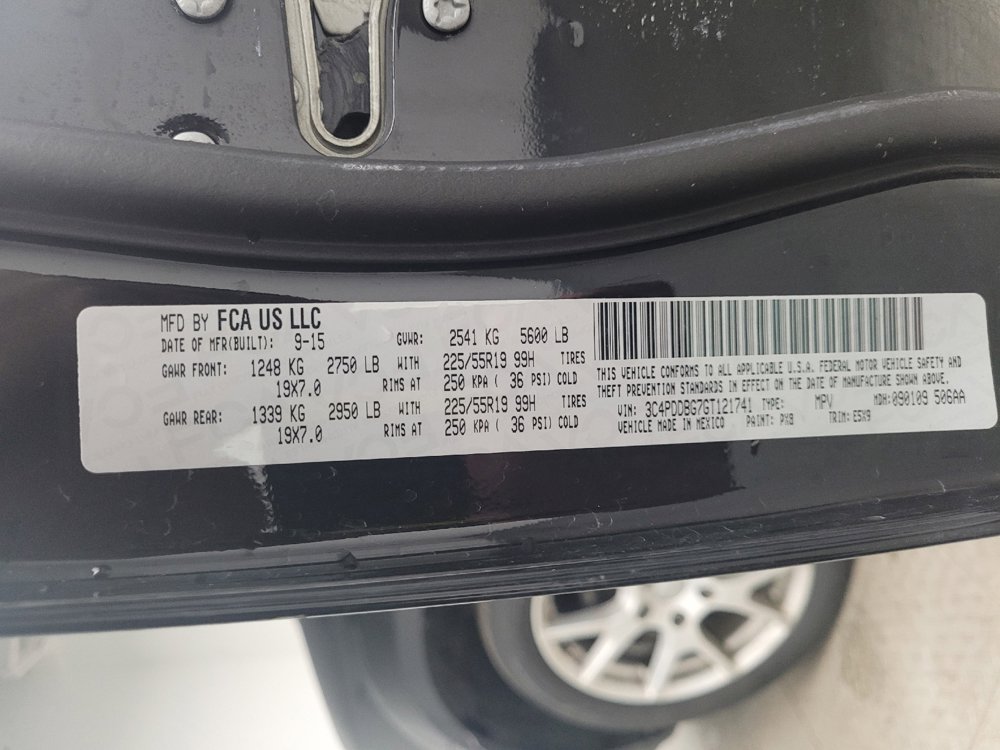 MFD BY FCA US LLC
DATE OF MFR(BUILT): 9-15 GVWR: 2541 KG 5600 LB
GAWR FRONT: 1248 KG 2750 LB WITH 225/55R19 99H TIRES
19X7.0 RIMS AT 250 KPA ( 36 PSI) COLD
GAWR REAR: 1339 KG 2950 LB WITH 225/55R19 99H TIRES
19X7.0 RIMS AT 250 KPA ( 36 PSI) COLD
THIS VEHICLE CONFORMS TO ALL APPLICABLE U.S.A. FEDERAL MOTOR VEHICLE SAFETY AND
THEFT PREVENTION STANDARDS IN EFFECT ON THE DATE OF MANUFACTURE SHOWN ABOVE.
VIN: 3C4PDDBG7GT121741 TYPE: MPV MDH: 090109 506AA
VEHICLE MADE IN MEXICO PAINT: PX8 TRIM: E5X9